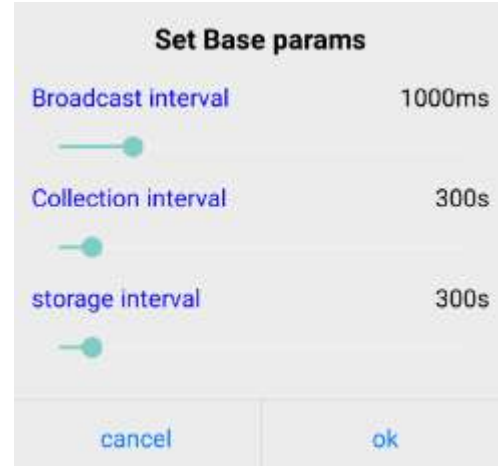 Set Base params
Broadcast interval 1000ms
Collection interval 300s
storage interval 300s
cancel ok